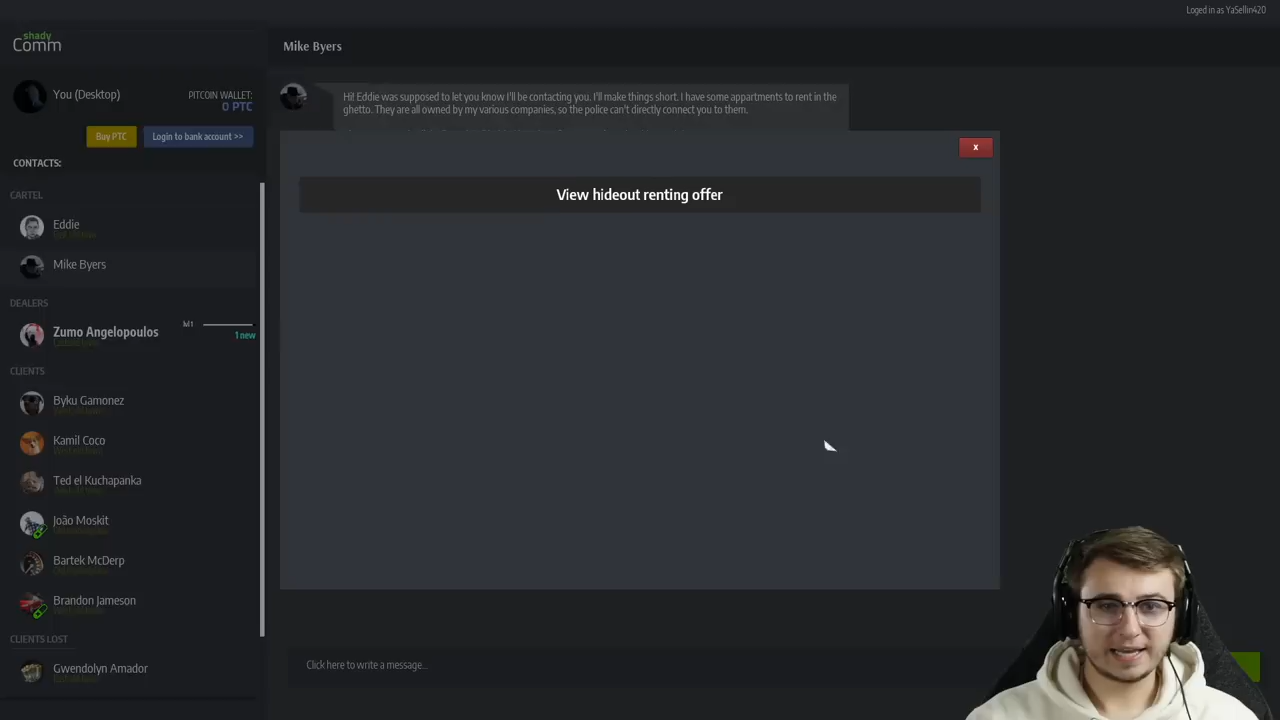 Loged in as YaSellin420
shady
Comm
Mike Byers
You (Desktop)
PITCOIN WALLET:
0 PTC
Buy PTC
Login to bank account >>
Hi! Eddie was supposed to let you know I'll be contacting you. I'll make things short. I have some appartments to rent in the
ghetto. They are all owned by my various companies, so the police can't directly connect you to them.
x
View hideout renting offer
CONTACTS:
CARTEL
Eddie
Mike Byers
DEALERS
Zumo Angelopoulos
lvl 1
1 new
CLIENTS
Byku Gamonez
Kamil Coco
Ted el Kuchapanka
João Moskit
Bartek McDerp
Brandon Jameson
CLIENTS LOST
Gwendolyn Amador
Click here to write a message...